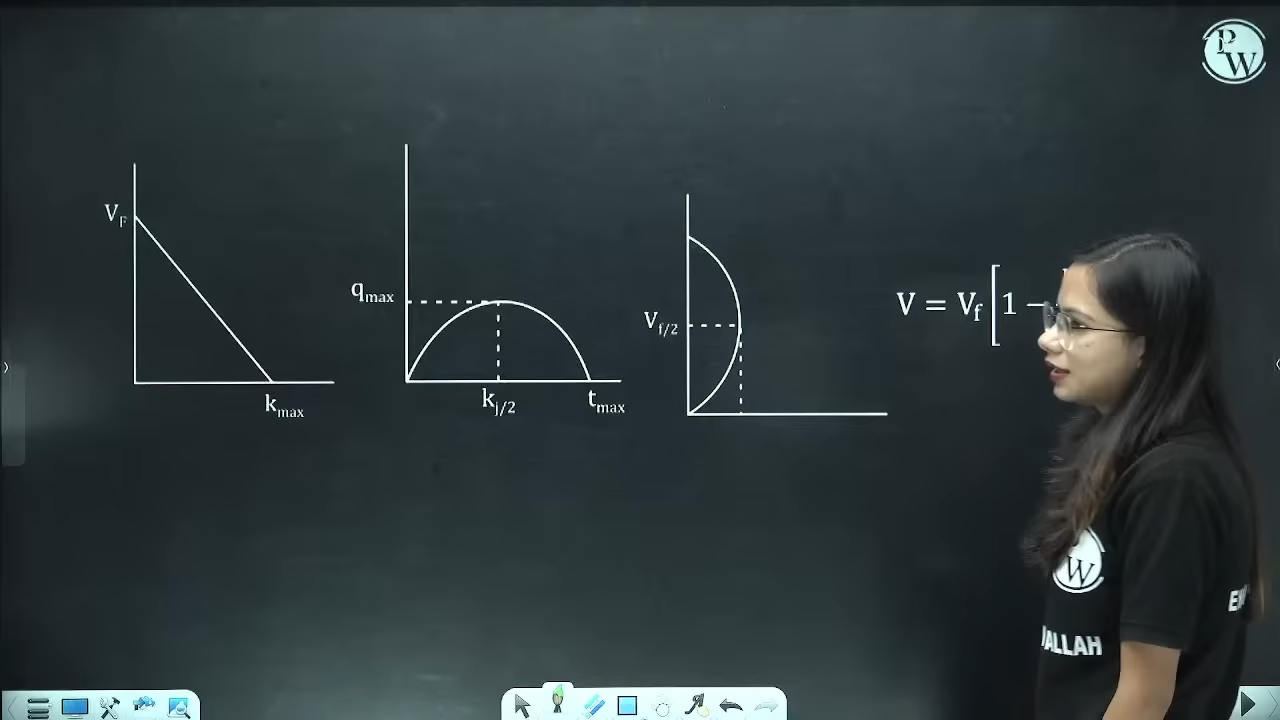 PW
V_F
k_max
q_max
k_j/2
t_max
V_f/2
V = V_f [1 −
W
ALLAH